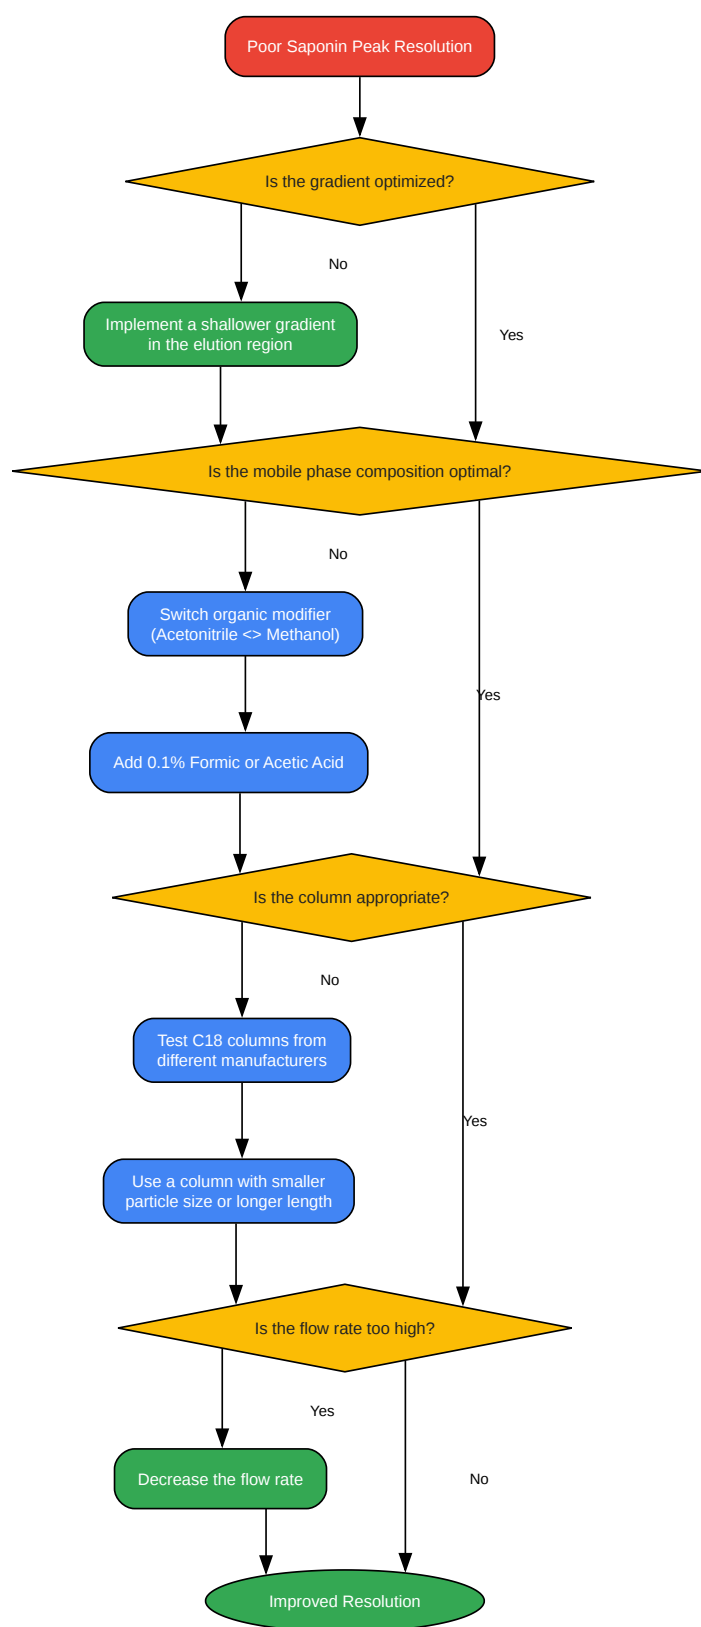 Poor Saponin Peak Resolution
Is the gradient optimized?
No
Implement a shallower gradient
in the elution region
Yes
Is the mobile phase composition optimal?
No
Switch organic modifier
(Acetonitrile <> Methanol)
Yes
Add 0.1% Formic or Acetic Acid
Is the column appropriate?
No
Test C18 columns from
different manufacturers
Yes
Use a column with smaller
particle size or longer length
Is the flow rate too high?
Yes
Decrease the flow rate
No
Improved Resolution